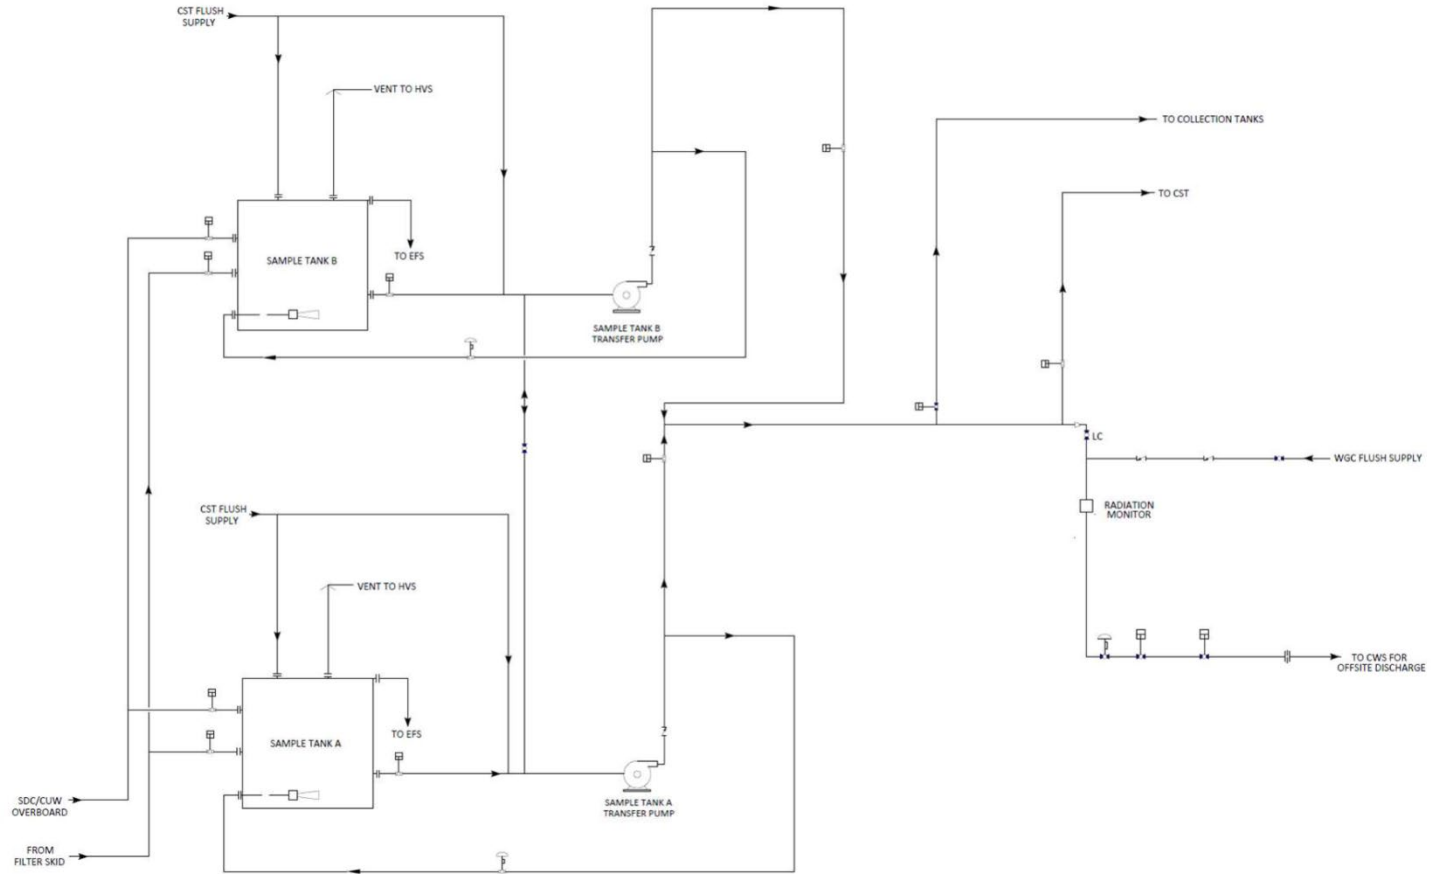 CST FLUSH
SUPPLY
VENT TO HVS
TO COLLECTION TANKS
TO CST
TO EFS
SAMPLE TANK B
SAMPLE TANK B
TRANSFER PUMP
LC
WGC FLUSH SUPPLY
RADIATION
MONITOR
CST FLUSH
SUPPLY
VENT TO HVS
TO CWS FOR
OFFSITE DISCHARGE
TO EFS
SAMPLE TANK A
SDC/CUW
OVERBOARD
SAMPLE TANK A
TRANSFER PUMP
FROM
FILTER SKID